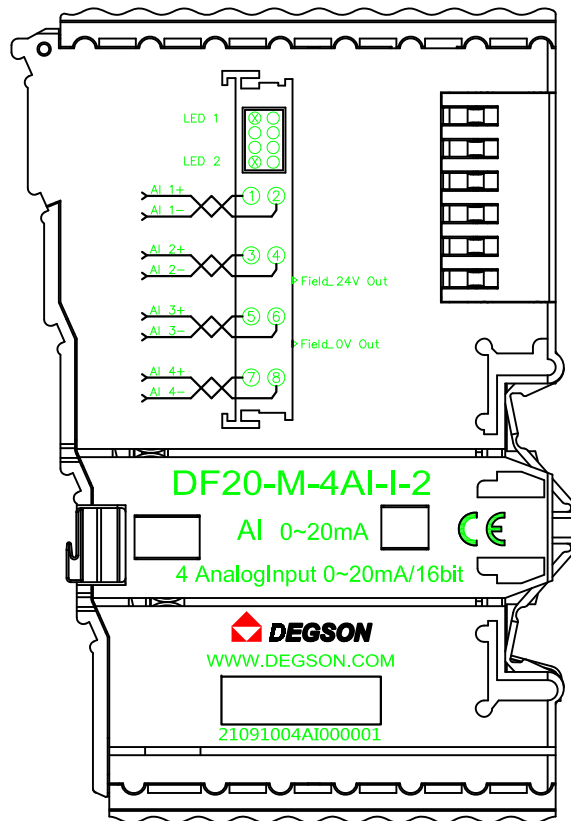 LED 1
LED 2
AI 1+
1 2
AI 1-
AI 2+
3 4
AI 2-
Field_24V Out
AI 3+
5 6
AI 3-
Field_0V Out
AI 4+
7 8
AI 4-
DF20-M-4AI-I-2
AI 0~20mA
CE
4 AnalogInput 0~20mA/16bit
DEGSON
WWW.DEGSON.COM
21091004AI000001